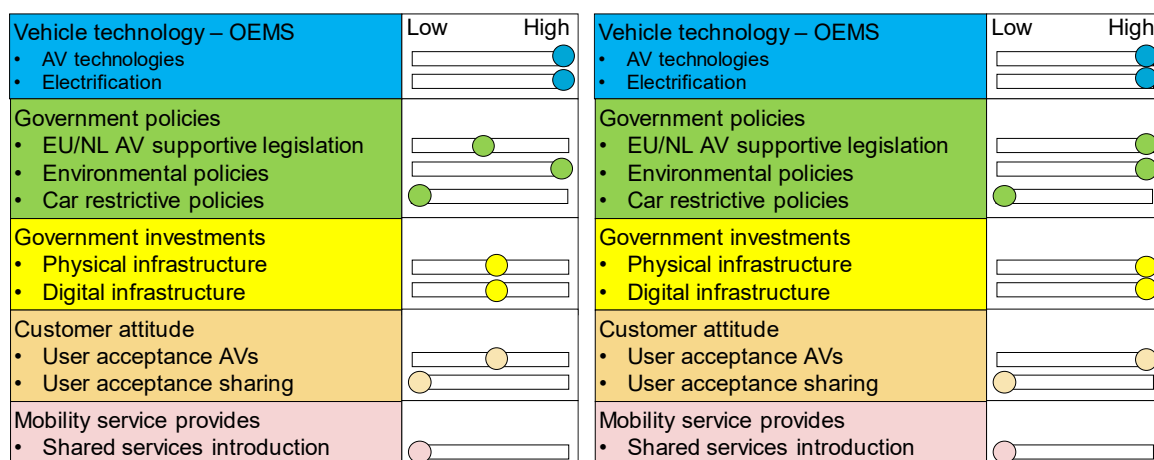 Vehicle technology – OEMS
• AV technologies
• Electrification
Low High
Government policies
• EU/NL AV supportive legislation
• Environmental policies
• Car restrictive policies
Government investments
• Physical infrastructure
• Digital infrastructure
Customer attitude
• User acceptance AVs
• User acceptance sharing
Mobility service provides
• Shared services introduction
Vehicle technology – OEMS
• AV technologies
• Electrification
Low High
Government policies
• EU/NL AV supportive legislation
• Environmental policies
• Car restrictive policies
Government investments
• Physical infrastructure
• Digital infrastructure
Customer attitude
• User acceptance AVs
• User acceptance sharing
Mobility service provides
• Shared services introduction